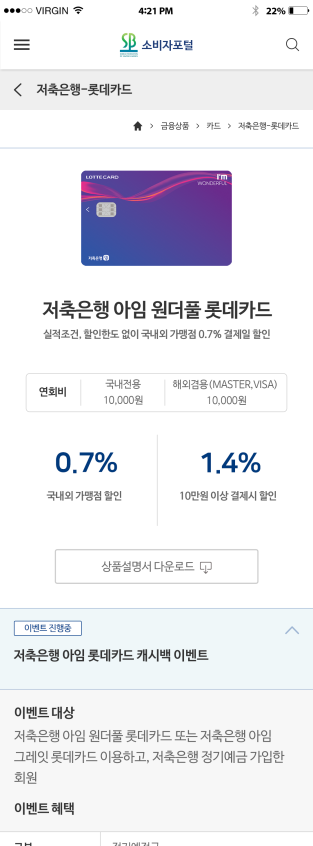 VIRGIN 4:21 PM 22%
SB 소비자포털
저축은행-롯데카드
금융상품 > 카드 > 저축은행-롯데카드
LOTTE CARD I'm
WONDERFUL
저축은행
저축은행 아임 원더풀 롯데카드
실적조건, 할인한도 없이 국내외 가맹점 0.7% 결제일 할인
연회비
국내전용
10,000원
해외겸용(MASTER,VISA)
10,000원
0.7%
국내외 가맹점 할인
1.4%
10만원 이상 결제시 할인
상품설명서 다운로드
이벤트 진행중
저축은행 아임 롯데카드 캐시백 이벤트
이벤트 대상
저축은행 아임 원더풀 롯데카드 또는 저축은행 아임
그레잇 롯데카드 이용하고, 저축은행 정기예금 가입한
회원
이벤트 혜택